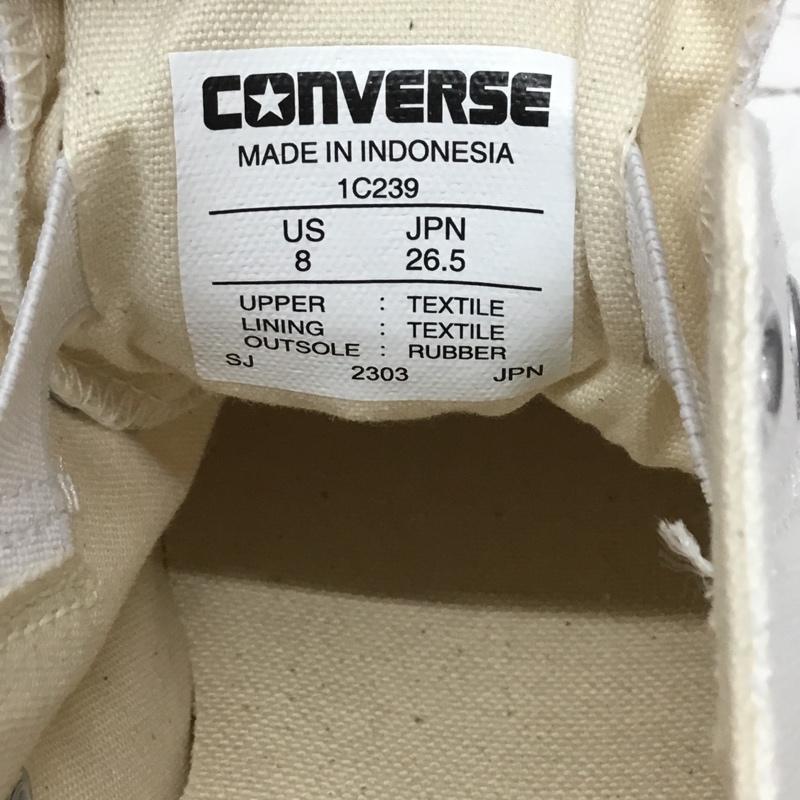 CONVERSE
MADE IN INDONESIA
1C239
US JPN
8 26.5
UPPER : TEXTILE
LINING : TEXTILE
OUTSOLE : RUBBER
SJ 2303 JPN